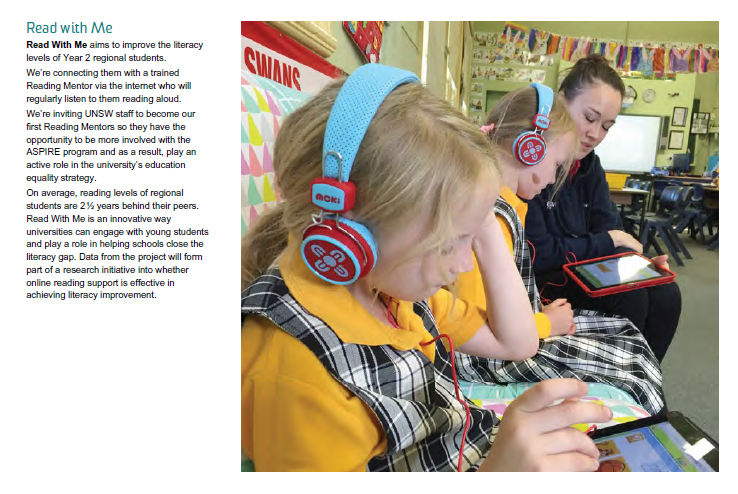 Read with Me
Read With Me aims to improve the literacy
levels of Year 2 regional students.
We're connecting them with a trained
Reading Mentor via the internet who will
regularly listen to them reading aloud.
We're inviting UNSW staff to become our
first Reading Mentors so they have the
opportunity to be more involved with the
ASPIRE program and as a result, play an
active role in the university's education
equality strategy.
On average, reading levels of regional
students are 2½ years behind their peers.
Read With Me is an innovative way
universities can engage with young students
and play a role in helping schools close the
literacy gap. Data from the project will form
part of a research initiative into whether
online reading support is effective in
achieving literacy improvement.
SWANS
MOKI
MOKI